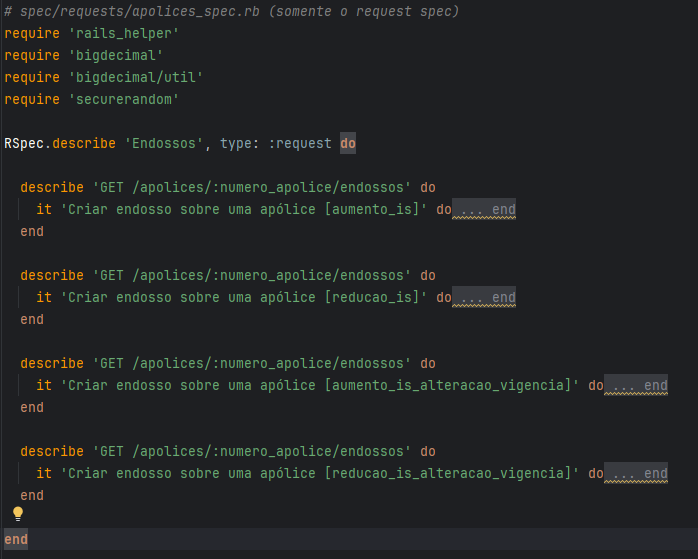 # spec/requests/apolices_spec.rb (somente o request spec)
require 'rails_helper'
require 'bigdecimal'
require 'bigdecimal/util'
require 'securerandom'
RSpec.describe 'Endossos', type: :request do
describe 'GET /apolices/:numero_apolice/endossos' do
it 'Criar endosso sobre uma apólice [aumento_is]' do ... end
end
describe 'GET /apolices/:numero_apolice/endossos' do
it 'Criar endosso sobre uma apólice [reducao_is]' do ... end
end
describe 'GET /apolices/:numero_apolice/endossos' do
it 'Criar endosso sobre uma apólice [aumento_is_alteracao_vigencia]' do ... end
end
describe 'GET /apolices/:numero_apolice/endossos' do
it 'Criar endosso sobre uma apólice [reducao_is_alteracao_vigencia]' do ... end
end
end